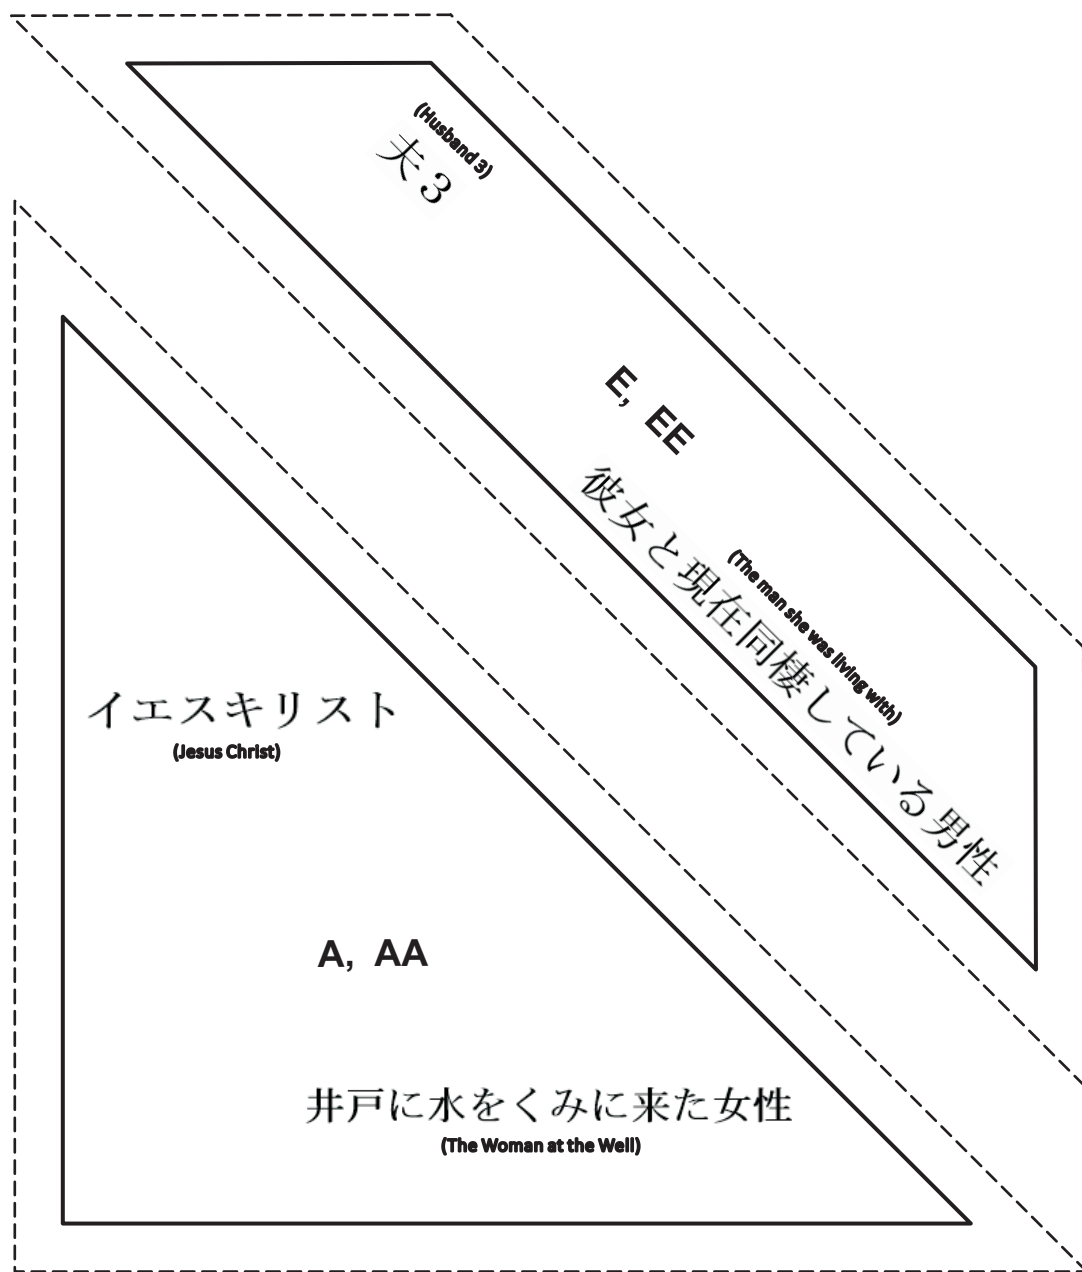 (Husband 3)
夫３
E, EE
(The man she was living with)
彼女と現在同棲している男性
イエスキリスト
(Jesus Christ)
A, AA
井戸に水をくみに来た女性
(The Woman at the Well)